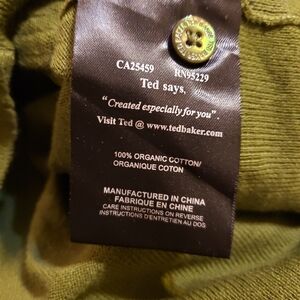 CA25459 RN95229
Ted says,
"Created especially for you".
Visit Ted @ www.tedbaker.com
100% ORGANIC COTTON/
ORGANIQUE COTON
MANUFACTURED IN CHINA
FABRIQUE EN CHINE
CARE INSTRUCTIONS ON REVERSE
INSTRUCTIONS D'ENTRETIEN AU DOS